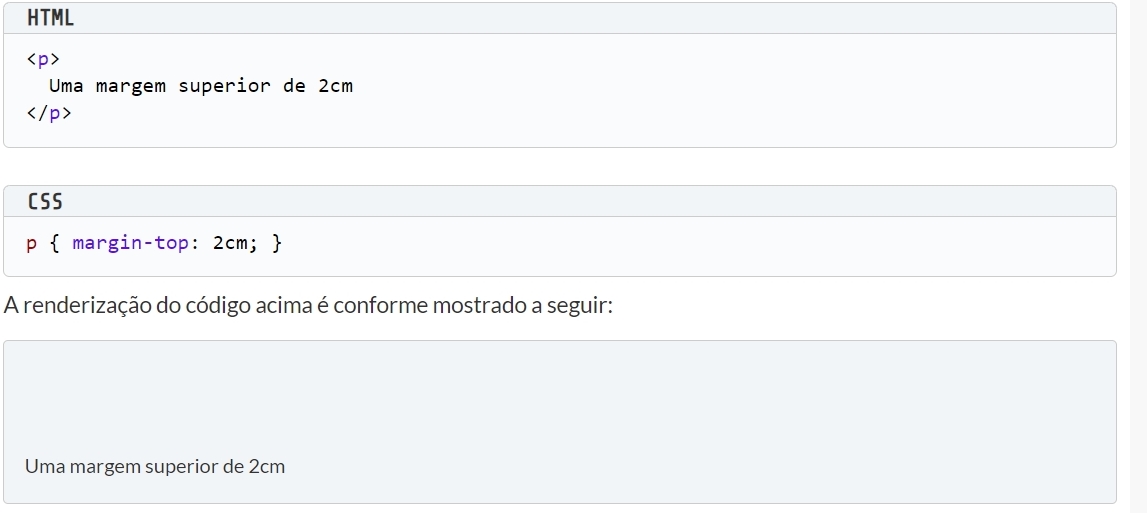 HTML
<p>
Uma margem superior de 2cm
</p>
CSS
p { margin-top: 2cm; }
A renderização do código acima é conforme mostrado a seguir:
Uma margem superior de 2cm